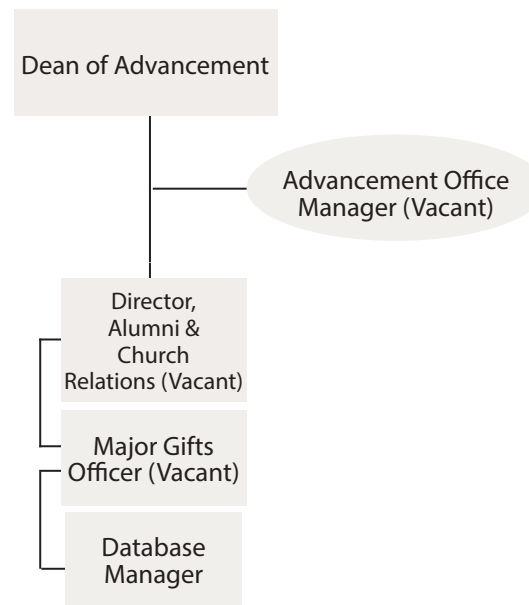 Dean of Advancement
Advancement Office
Manager (Vacant)
Director,
Alumni &
Church
Relations (Vacant)
Major Gifts
Officer (Vacant)
Database
Manager